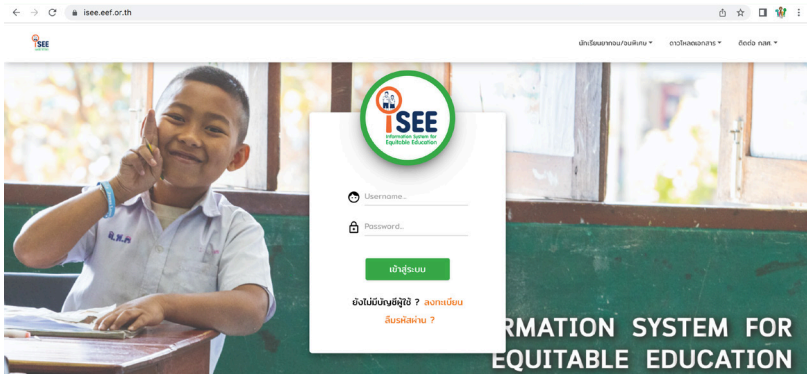 isee.eef.or.th
iSEE
นักเรียนยากจน/จนพิเศษ
ดาวโหลดเอกสาร
ติดต่อ กสศ.
iSEE
Information System for
Equitable Education
Username..
Password..
เข้าสู่ระบบ
ยังไม่มีบัญชีผู้ใช้ ? ลงทะเบียน
ลืมรหัสผ่าน ?
RMATION SYSTEM FOR
EQUITABLE EDUCATION